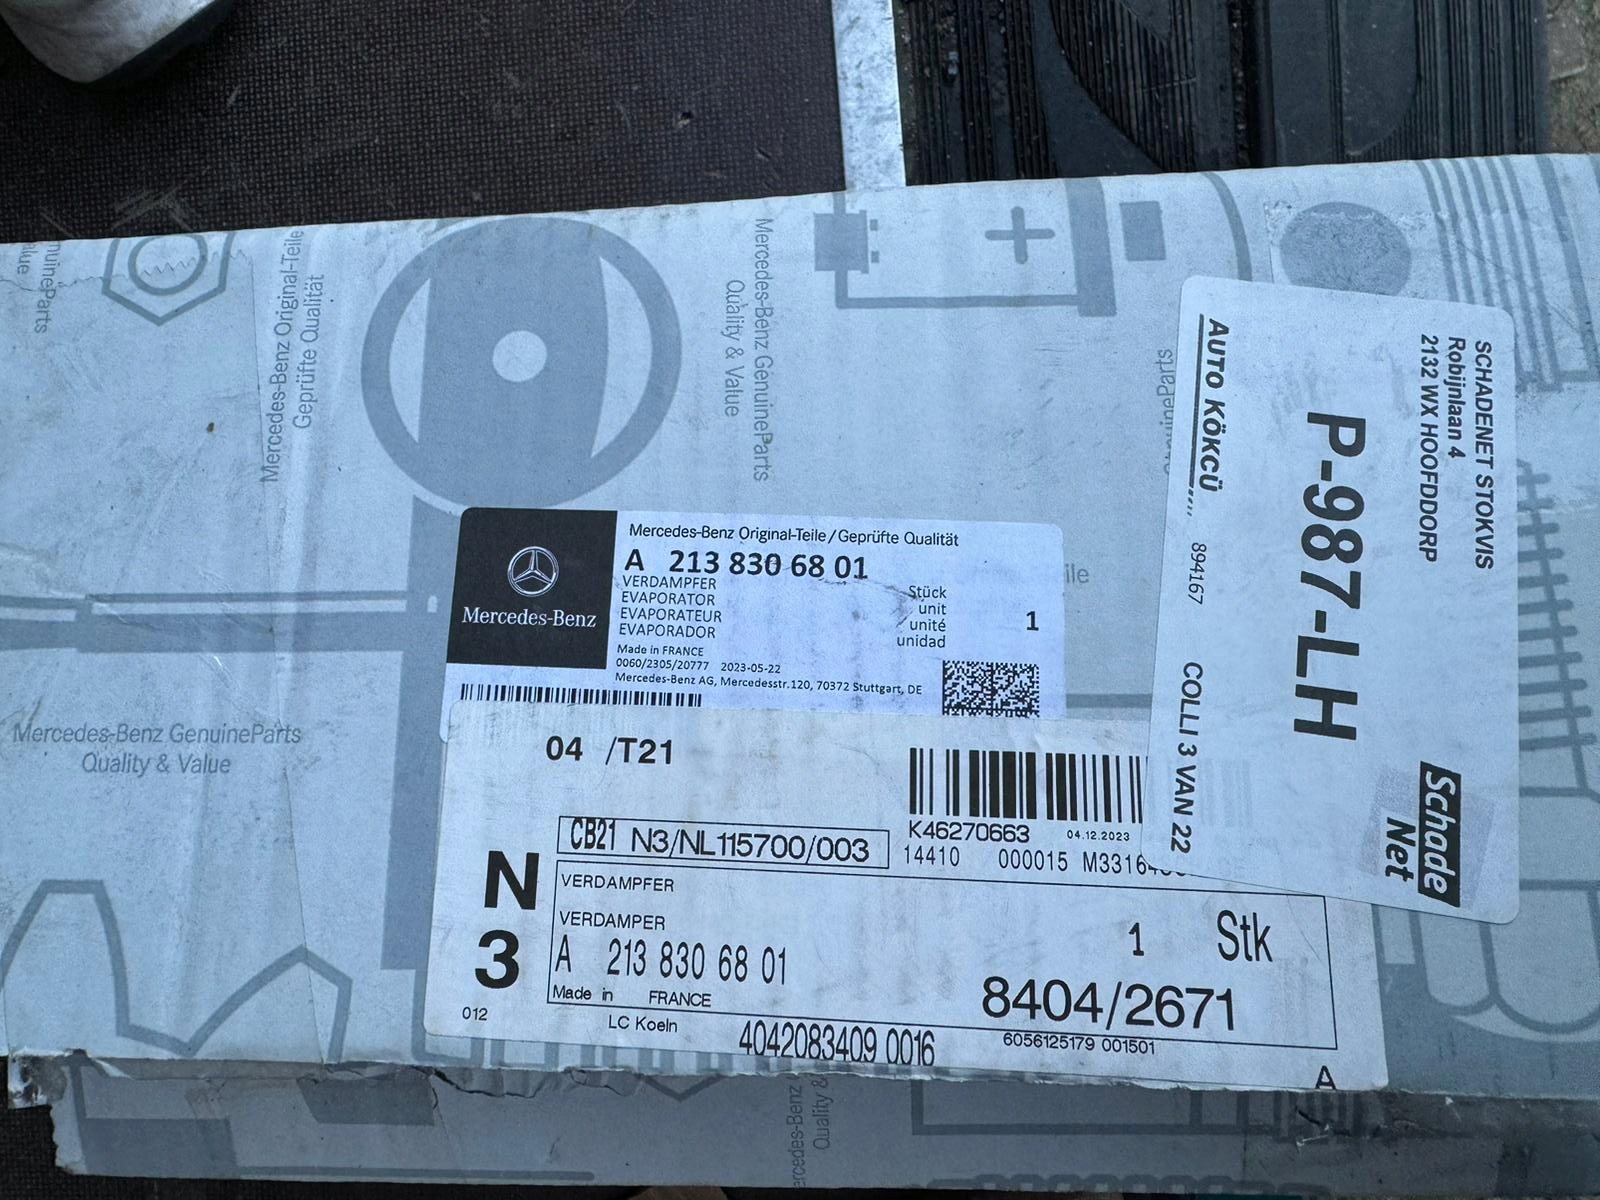 Mercedes-Benz Original-Teile
Geprüfte Qualität
Mercedes-Benz GenuineParts
Quality & Value
Mercedes-Benz GenuineParts
Quality & Value
Mercedes-Benz Original-Teile/Geprüfte Qualität
A 213 830 68 01
VERDAMPFER
EVAPORATOR
EVAPORATEUR
EVAPORADOR
Stück
unit
unité
unidad
1
Made in FRANCE
0060/2305/20777 2023-05-22
Mercedes-Benz AG, Mercedesstr.120, 70372 Stuttgart, DE
Mercedes-Benz
04 /T21
K46270663 04.12.2023
14410 000015
CB21 N3/NL115700/003
N
3
012
VERDAMPFER
VERDAMPER
A 213 830 68 01
1 Stk
Made in FRANCE
8404/2671
LC Koeln
4042083409 0016
6056125179 001501
A
SCHADENET STOKVIS
Robijnlaan 4
2132 WX HOOFDDORP
P-987-LH
AUTO KÖKCÜ,,,, 894167 COLLI 3 VAN 22
Schade
Net
Quality &